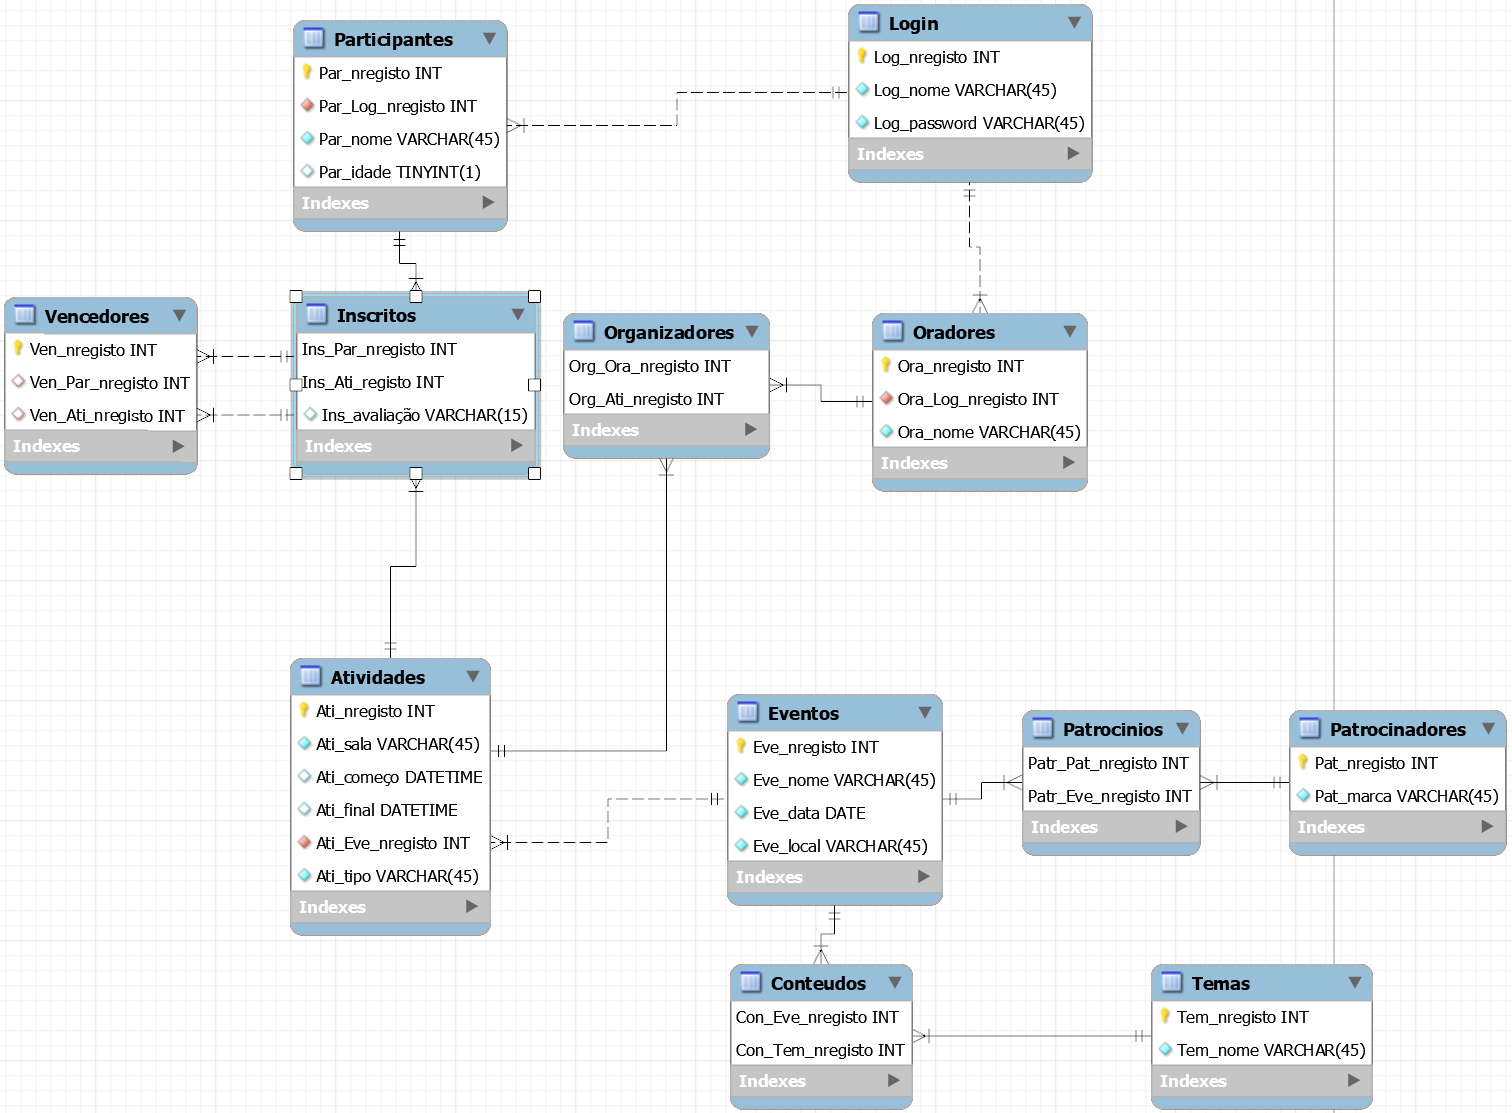 Participantes
Par_nregisto INT
Par_Log_nregisto INT
Par_nome VARCHAR(45)
Par_idade TINYINT(1)
Indexes
Login
Log_nregisto INT
Log_nome VARCHAR(45)
Log_password VARCHAR(45)
Indexes
Vencedores
Ven_nregisto INT
Ven_Par_nregisto INT
Ven_Ati_nregisto INT
Indexes
Inscritos
Ins_Par_nregisto INT
Ins_Ati_registo INT
Ins_avaliação VARCHAR(15)
Indexes
Organizadores
Org_Ora_nregisto INT
Org_Ati_nregisto INT
Indexes
Oradores
Ora_nregisto INT
Ora_Log_nregisto INT
Ora_nome VARCHAR(45)
Indexes
Atividades
Ati_nregisto INT
Ati_sala VARCHAR(45)
Ati_começo DATETIME
Ati_final DATETIME
Ati_Eve_nregisto INT
Ati_tipo VARCHAR(45)
Indexes
Eventos
Eve_nregisto INT
Eve_nome VARCHAR(45)
Eve_data DATE
Eve_local VARCHAR(45)
Indexes
Patrocinios
Patr_Pat_nregisto INT
Patr_Eve_nregisto INT
Indexes
Patrocinadores
Pat_nregisto INT
Pat_marca VARCHAR(45)
Indexes
Conteudos
Con_Eve_nregisto INT
Con_Tem_nregisto INT
Indexes
Temas
Tem_nregisto INT
Tem_nome VARCHAR(45)
Indexes